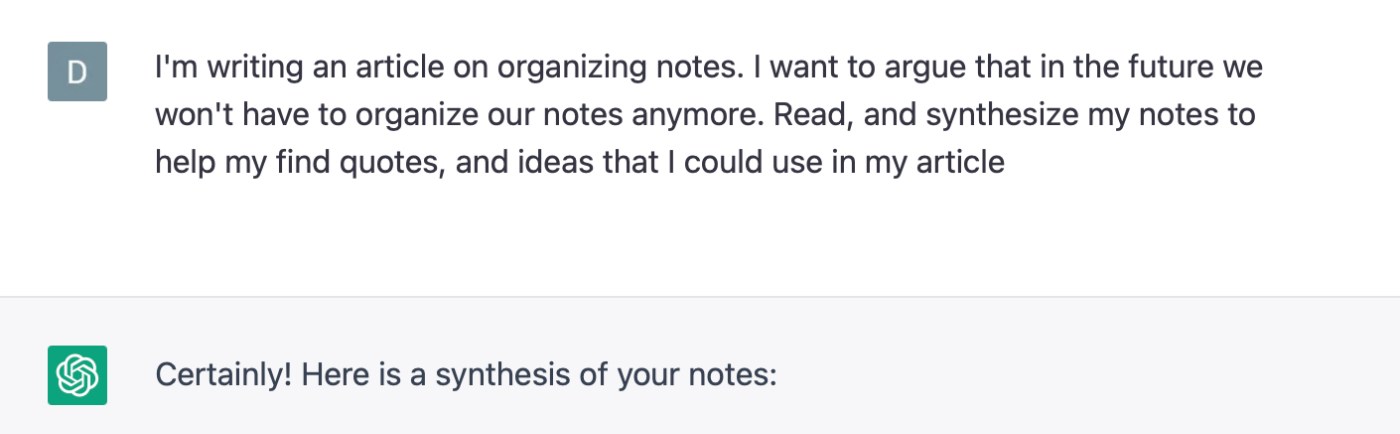 D
I'm writing an article on organizing notes. I want to argue that in the future we
won't have to organize our notes anymore. Read, and synthesize my notes to
help my find quotes, and ideas that I could use in my article
Certainly! Here is a synthesis of your notes: